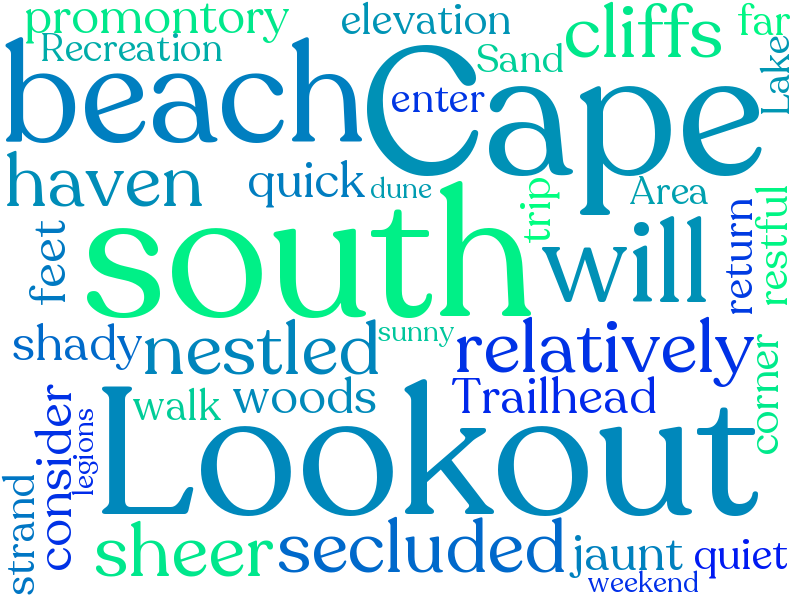 promontory
elevation
cliffs
far
Recreation
Sand
Lake
beach
Cape
enter
haven
quick
dune
trip
Area
feet
south
will
return
restful
shady
nestled
sunny
relatively
corner
walk
woods
Trailhead
consider
legions
Lookout
strand
sheer
secluded
jaunt
quiet
weekend